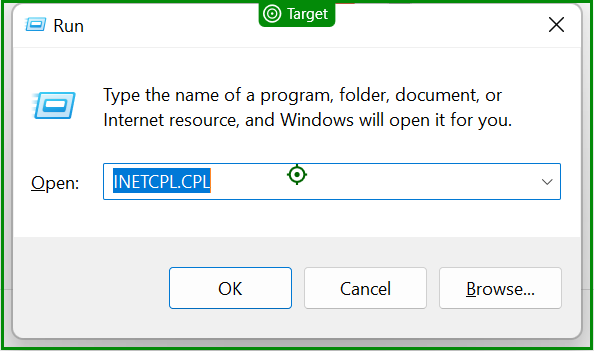 Target
Run
Type the name of a program, folder, document, or
Internet resource, and Windows will open it for you.
Open: INETCPL.CPL
OK Cancel Browse...